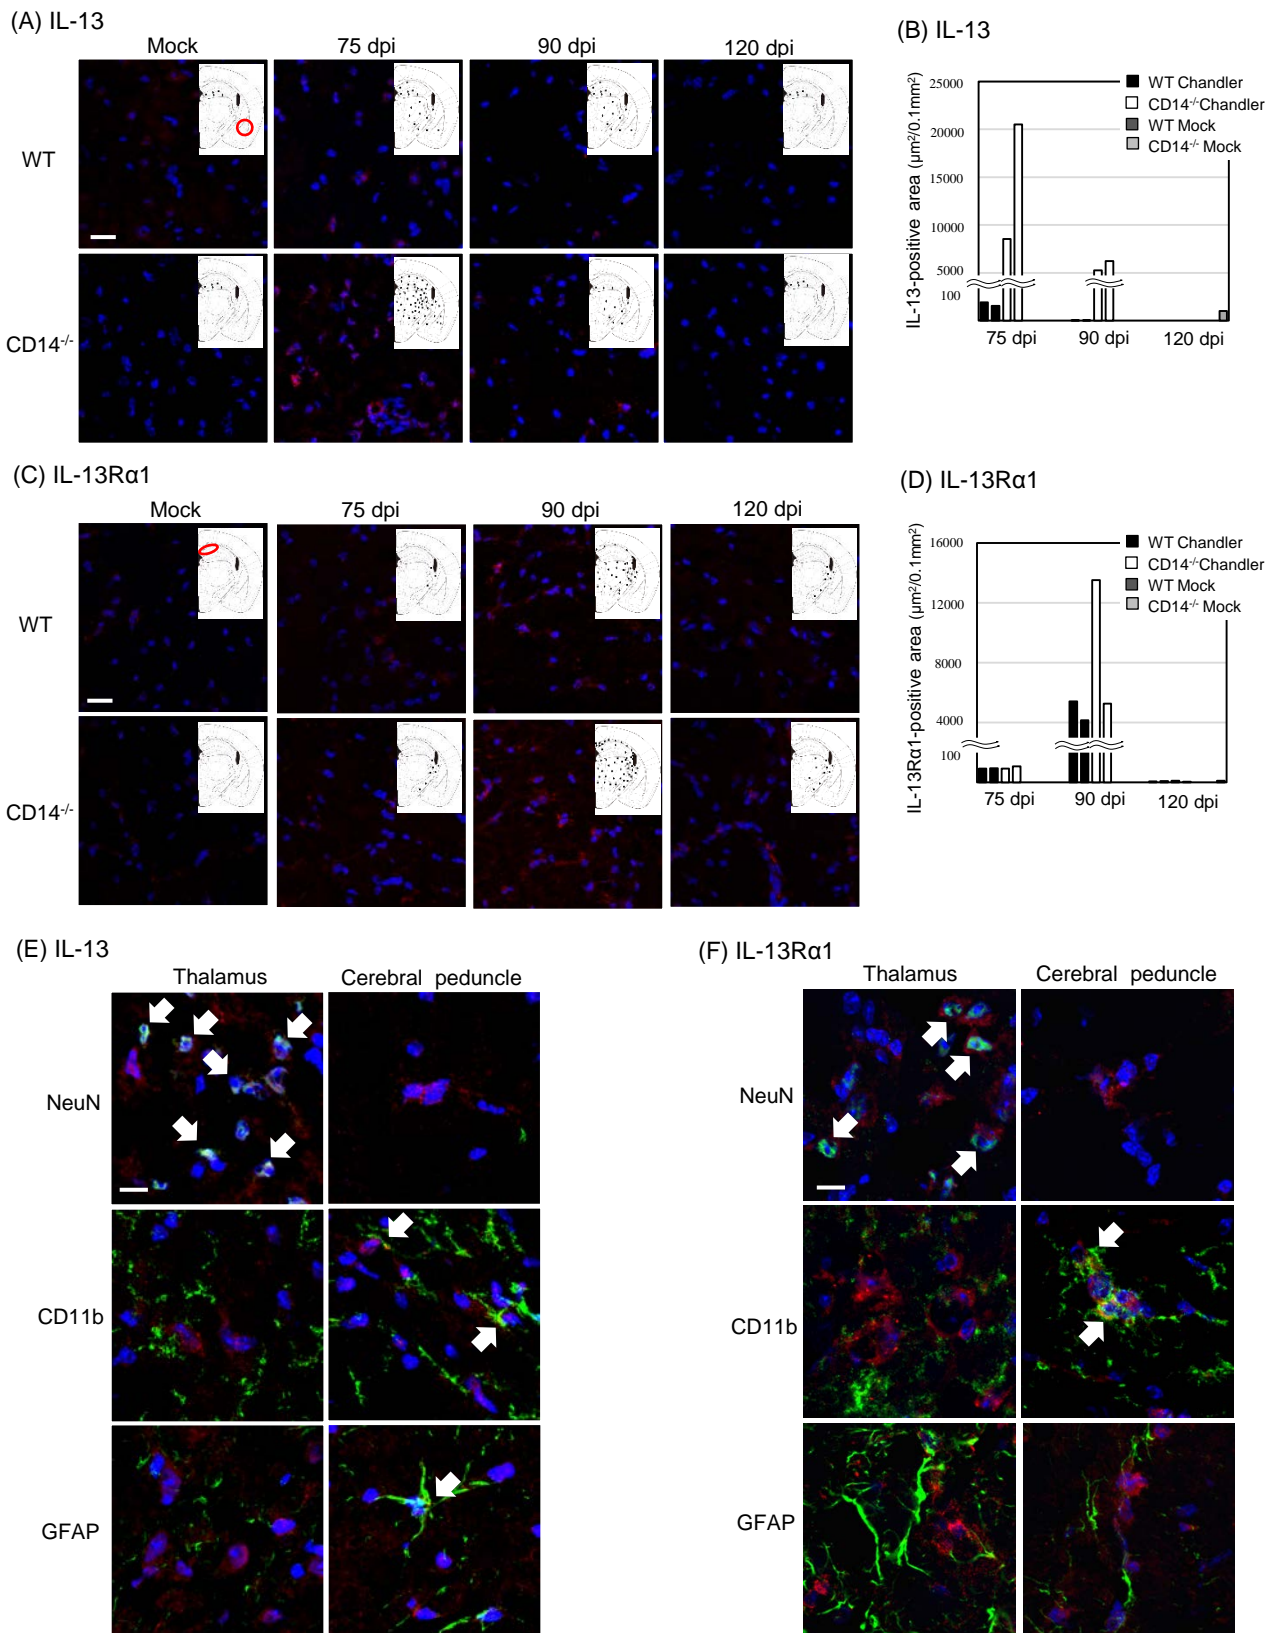 (A) IL-13
Mock 75 dpi 90 dpi 120 dpi
WT
CD14-/-
(B) IL-13
IL-13-positive area (μm²/0.1mm²)
25000
20000
15000
10000
5000
100
WT Chandler
CD14-/-Chandler
WT Mock
CD14-/- Mock
75 dpi 90 dpi 120 dpi
(C) IL-13Rα1
Mock 75 dpi 90 dpi 120 dpi
WT
CD14-/-
(D) IL-13Rα1
IL-13Rα1-positive area (μm²/0.1mm²)
16000
12000
8000
4000
100
WT Chandler
CD14-/-Chandler
WT Mock
CD14-/- Mock
75 dpi 90 dpi 120 dpi
(E) IL-13
Thalamus Cerebral peduncle
NeuN
CD11b
GFAP
(F) IL-13Rα1
Thalamus Cerebral peduncle
NeuN
CD11b
GFAP